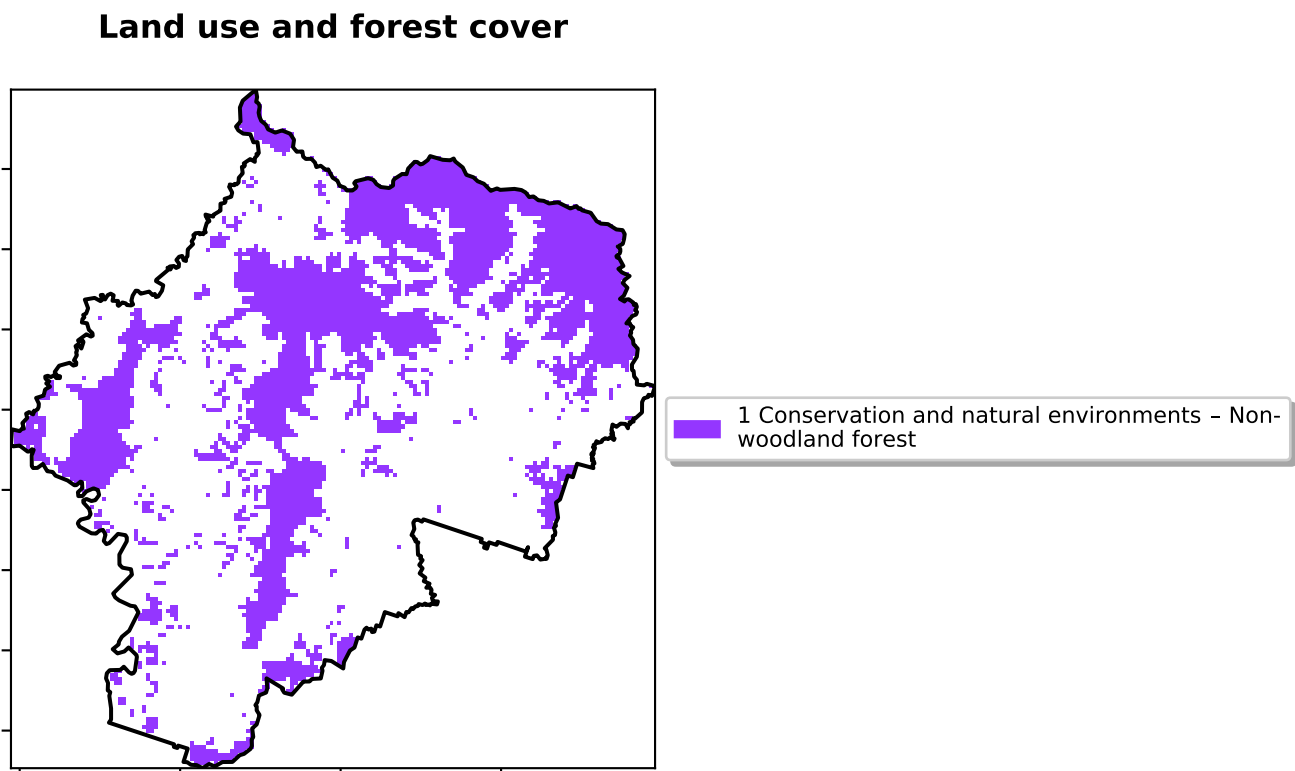 Land use and forest cover
1 Conservation and natural environments – Non-
woodland forest